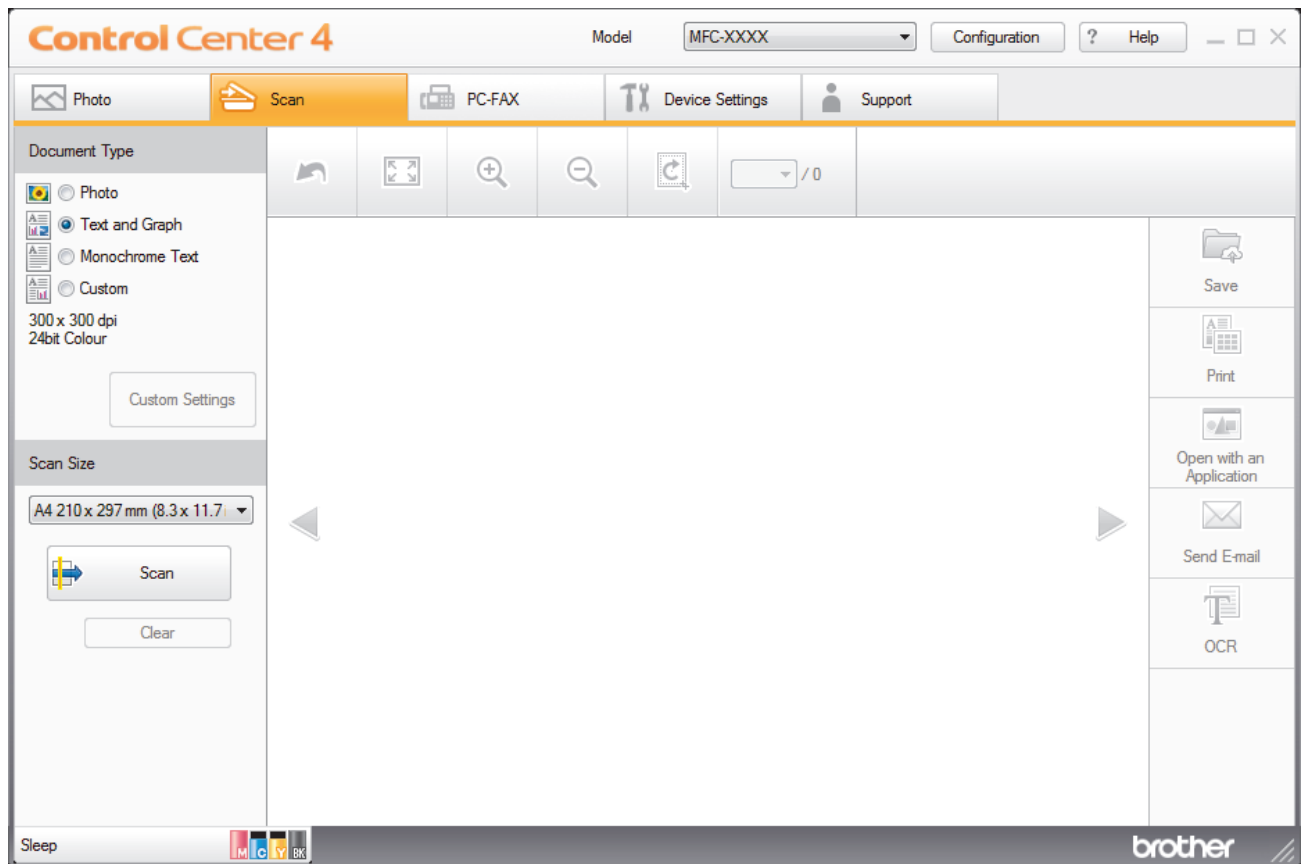 Control Center 4
Model MFC-XXXX Configuration ? Help
Photo Scan PC-FAX Device Settings Support
Document Type
/ 0
Photo
Text and Graph
Monochrome Text
Custom
300 x 300 dpi
24bit Colour
Custom Settings
Scan Size
A4 210 x 297 mm (8.3 x 11.7
Scan
Clear
Save
Print
Open with an
Application
Send E-mail
OCR
Sleep M C Y BK
brother